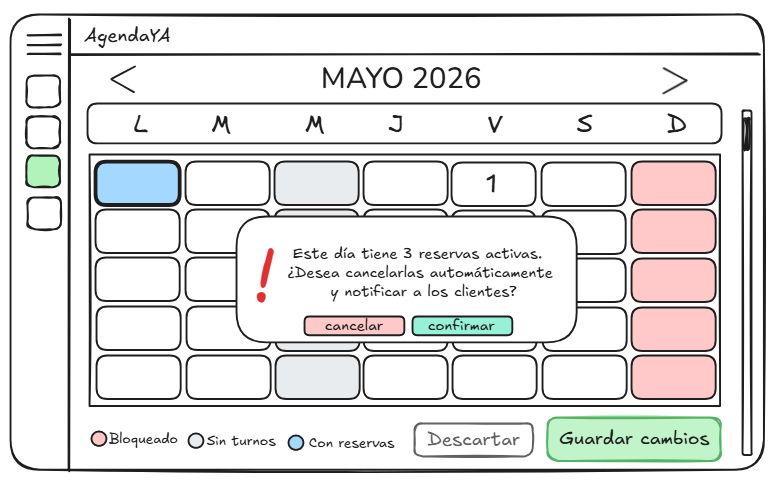 AgendaYA
MAYO 2026
L M M J V S D
1
Este día tiene 3 reservas activas.
¿Desea cancelarlas automáticamente
y notificar a los clientes?
cancelar confirmar
Bloqueado Sin turnos Con reservas Descartar Guardar cambios